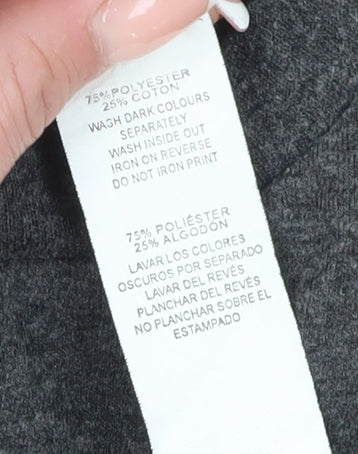 75% POLYESTER
25% COTON
WASH DARK COLOURS
SEPARATELY
WASH INSIDE OUT
IRON ON REVERSE
DO NOT IRON PRINT
75% POLIÉSTER
25% ALGODON
LAVAR LOS COLORES
OSCUROS POR SEPARADO
LAVAR DEL REVÉS
PLANCHAR DEL REVÉS
NO PLANCHAR SOBRE EL
ESTAMPADO